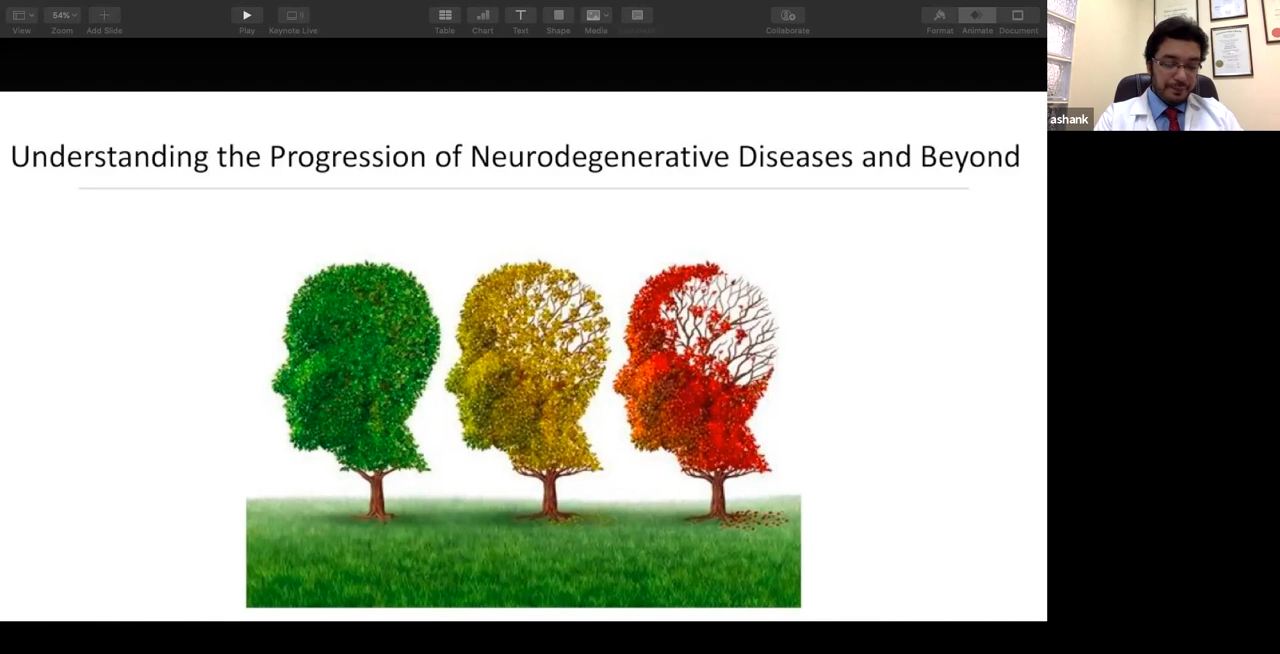 54%
View
Zoom
Add Slide
Play
Keynote Live
Table
Chart
Text
Shape
Media
Collaborate
Format
Animate
Document
ashank
Understanding the Progression of Neurodegenerative Diseases and Beyond